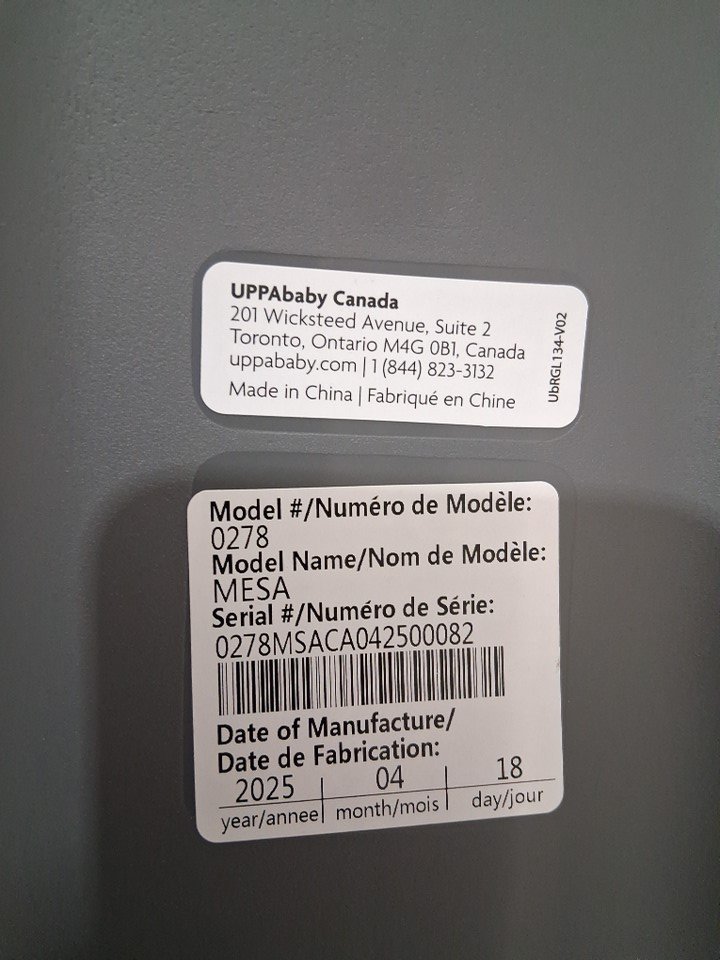 UPPAbaby Canada
201 Wicksteed Avenue, Suite 2
Toronto, Ontario M4G 0B1, Canada
uppababy.com | 1 (844) 823-3132
Made in China | Fabriqué en Chine
UbRGL134-V02
Model #/Numéro de Modèle:
0278
Model Name/Nom de Modèle:
MESA
Serial #/Numéro de Série:
0278MSACA042500082
Date of Manufacture/
Date de Fabrication:
2025 | 04 | 18
year/annee | month/mois | day/jour